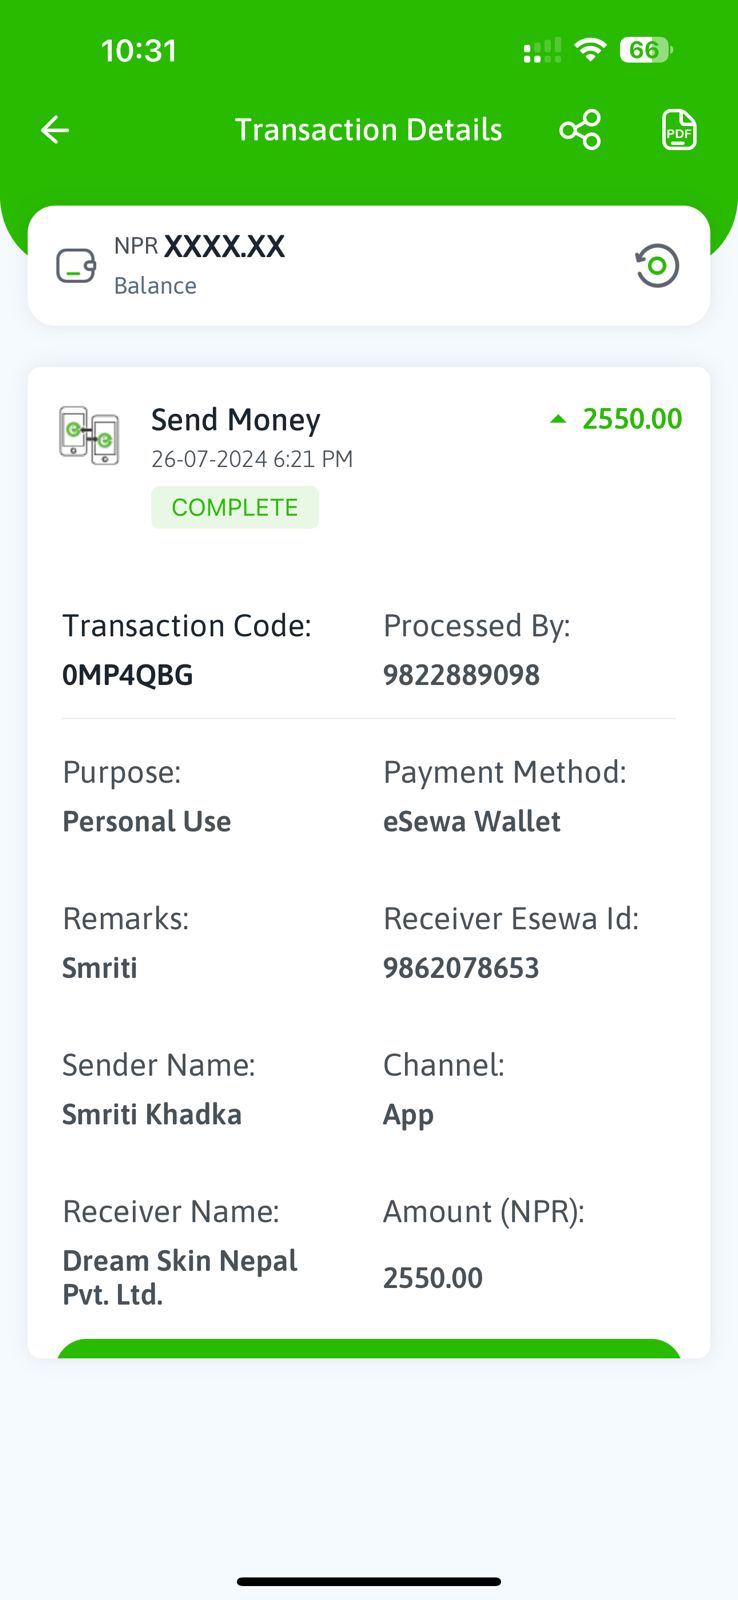 10:31
66
Transaction Details
PDF
NPR XXXX.XX
Balance
Send Money
2550.00
26-07-2024 6:21 PM
COMPLETE
Transaction Code:
Processed By:
0MP4QBG
9822889098
Purpose:
Payment Method:
Personal Use
eSewa Wallet
Remarks:
Receiver Esewa Id:
Smriti
9862078653
Sender Name:
Channel:
Smriti Khadka
App
Receiver Name:
Amount (NPR):
Dream Skin Nepal
Pvt. Ltd.
2550.00